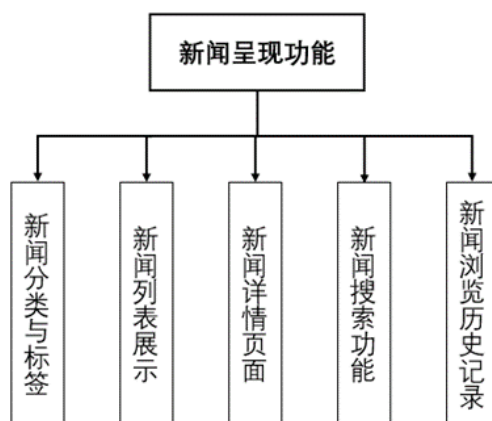 新闻呈现功能
新闻分类与标签
新闻列表展示
新闻详情页面
新闻搜索功能
新闻浏览历史记录